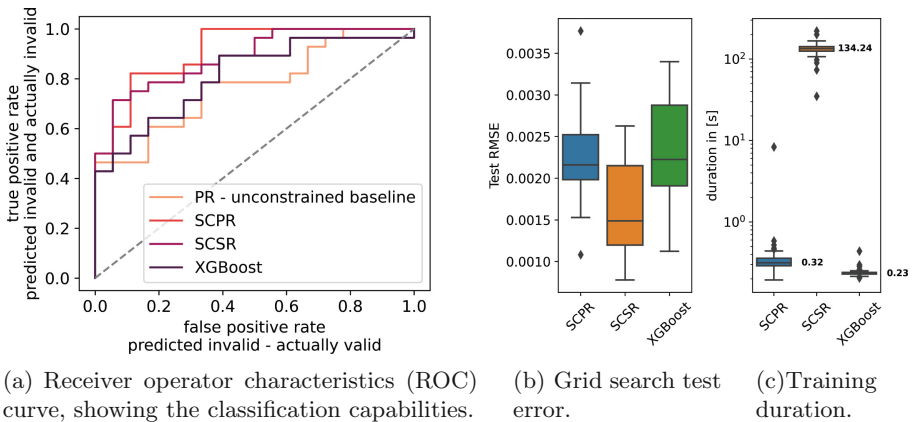 true positive rate
predicted invalid and actually invalid
1.0
0.8
0.6
0.4
0.2
0.0
PR - unconstrained baseline
SCPR
SCSR
XGBoost
0.0 0.2 0.4 0.6 0.8 1.0
false positive rate
predicted invalid - actually valid
(a) Receiver operator characteristics (ROC)
curve, showing the classification capabilities.
Test RMSE
0.0035
0.0030
0.0025
0.0020
0.0015
0.0010
SCPR SCSR XGBoost
(b) Grid search test
error.
duration in [s]
10²
10¹
10⁰
134.24
0.32
0.23
SCPR SCSR XGBoost
(c)Training
duration.